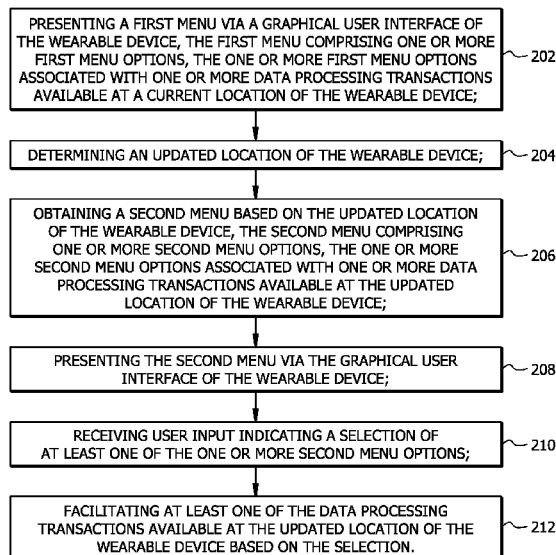 PRESENTING A FIRST MENU VIA A GRAPHICAL USER INTERFACE OF
THE WEARABLE DEVICE, THE FIRST MENU COMPRISING ONE OR MORE
FIRST MENU OPTIONS, THE ONE OR MORE FIRST MENU OPTIONS
ASSOCIATED WITH ONE OR MORE DATA PROCESSING TRANSACTIONS
AVAILABLE AT A CURRENT LOCATION OF THE WEARABLE DEVICE;
202
DETERMINING AN UPDATED LOCATION OF THE WEARABLE DEVICE;
204
OBTAINING A SECOND MENU BASED ON THE UPDATED LOCATION
OF THE WEARABLE DEVICE, THE SECOND MENU COMPRISING
ONE OR MORE SECOND MENU OPTIONS, THE ONE OR MORE
SECOND MENU OPTIONS ASSOCIATED WITH ONE OR MORE DATA
PROCESSING TRANSACTIONS AVAILABLE AT THE UPDATED
LOCATION OF THE WEARABLE DEVICE;
206
PRESENTING THE SECOND MENU VIA THE GRAPHICAL USER
INTERFACE OF THE WEARABLE DEVICE;
208
RECEIVING USER INPUT INDICATING A SELECTION OF
AT LEAST ONE OF THE ONE OR MORE SECOND MENU OPTIONS;
210
FACILITATING AT LEAST ONE OF THE DATA PROCESSING
TRANSACTIONS AVAILABLE AT THE UPDATED LOCATION OF THE
WEARABLE DEVICE BASED ON THE SELECTION.
212